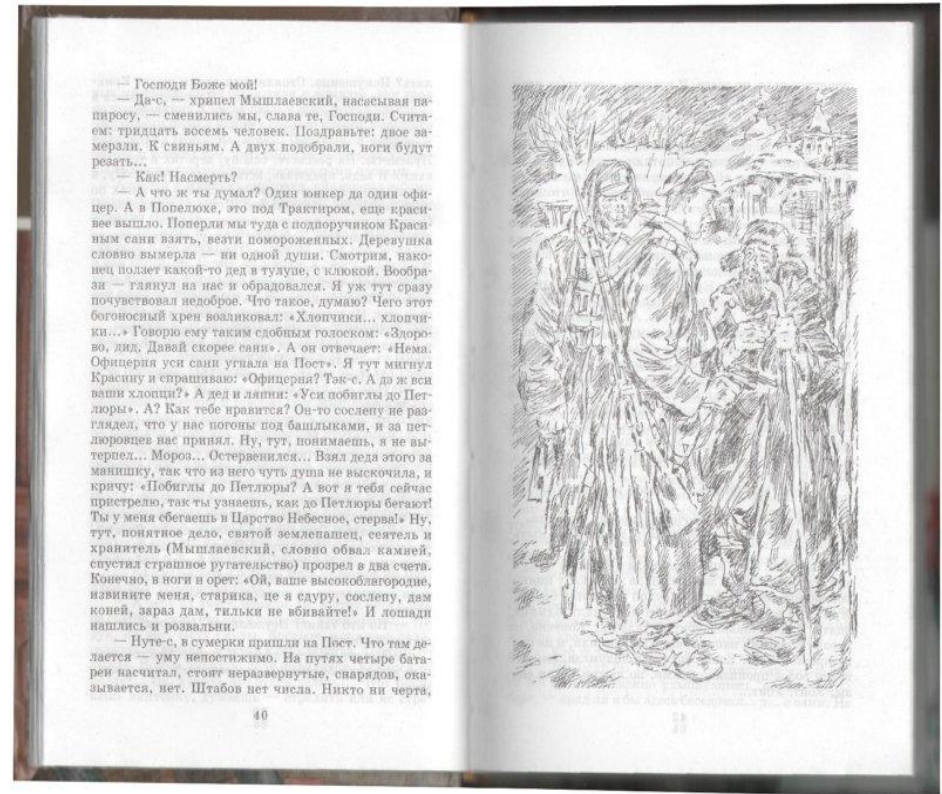 — Господи Боже мой!
— Да-с, — хрипел Мышлаевский, насасывая па-
пиросу, — сменились мы, слава те, Господи. Счита-
ем: тридцать восемь человек. Поздравьте: двое за-
мерзли. К свиньям. А двух подобрали, ноги будут
резать...
— Как! Насмерть?
— А что ж ты думал? Один юнкер да один офи-
цер. А в Попелюхе, это под Трактиром, еще краси-
вее вышло. Поперли мы туда с подпоручиком Краси-
ным сани взять, везти помороженных. Деревушка
словно вымерла — ни одной души. Смотрим, нако-
нец ползет какой-то дед в тулупе, с клюкой. Вообра-
зи — глянул на нас и обрадовался. Я уж тут сразу
почувствовал недоброе. Что такое, думаю? Чего этот
богоносный хрен возликовал: «Хлопчики... хлопчи-
ки...» Говорю ему таким сдобным голоском: «Здоро-
во, дид. Давай скорее сани». А он отвечает: «Нема.
Офицерня уси сани угнала на Пост». Я тут мигнул
Красину и спрашиваю: «Офицерня? Тэк-с. А дэ ж вси
ваши хлопци?» А дед и ляпни: «Уси побиглы до Пет-
люры». А? Как тебе нравится? Он-то сослепу не раз-
глядел, что у нас погоны под башлыками, и за пет-
люровцев нас принял. Ну, тут, понимаешь, я не вы-
терпел... Мороз... Остервенился... Взял деда этого за
манишку, так что из него чуть душа не выскочила, и
кричу: «Побиглы до Петлюры? А вот я тебя сейчас
пристрелю, так ты узнаешь, как до Петлюры бегают!
Ты у меня сбегаешь в Царство Небесное, стерва!» Ну,
тут, понятное дело, святой землепашец, сеятель и
хранитель (Мышлаевский, словно обвал камней,
спустил страшное ругательство) прозрел в два счета.
Конечно, в ноги и орет: «Ой, ваше высокоблагородие,
извините меня, старика, це я сдуру, сослепу, дам
коней, зараз дам, тильки не вбивайте!» И лошади
нашлись и розвальни.
— Нуте-с, в сумерки пришли на Пост. Что там де-
лается — уму непостижимо. На путях четыре бата-
реи насчитал, стоят неразвернутые, снарядов, ока-
зывается, нет. Штабов нет числа. Никто ни черта,
40